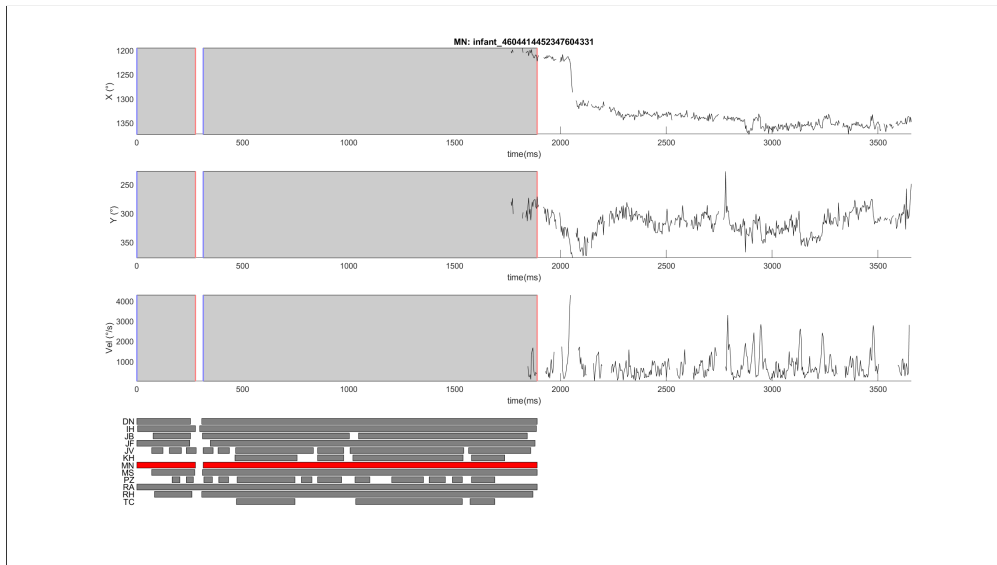 MN: infant_4604414452347604331
1200
1250
1300
1350
X (°)
0 500 1000 1500 2000 2500 3000 3500
time(ms)
250
300
350
Y (°)
0 500 1000 1500 2000 2500 3000 3500
time(ms)
4000
3000
2000
1000
Vel (°/s)
0 500 1000 1500 2000 2500 3000 3500
time(ms)
DN
IH
JB
JF
JV
KH
MN
MS
PZ
RA
RH
TC